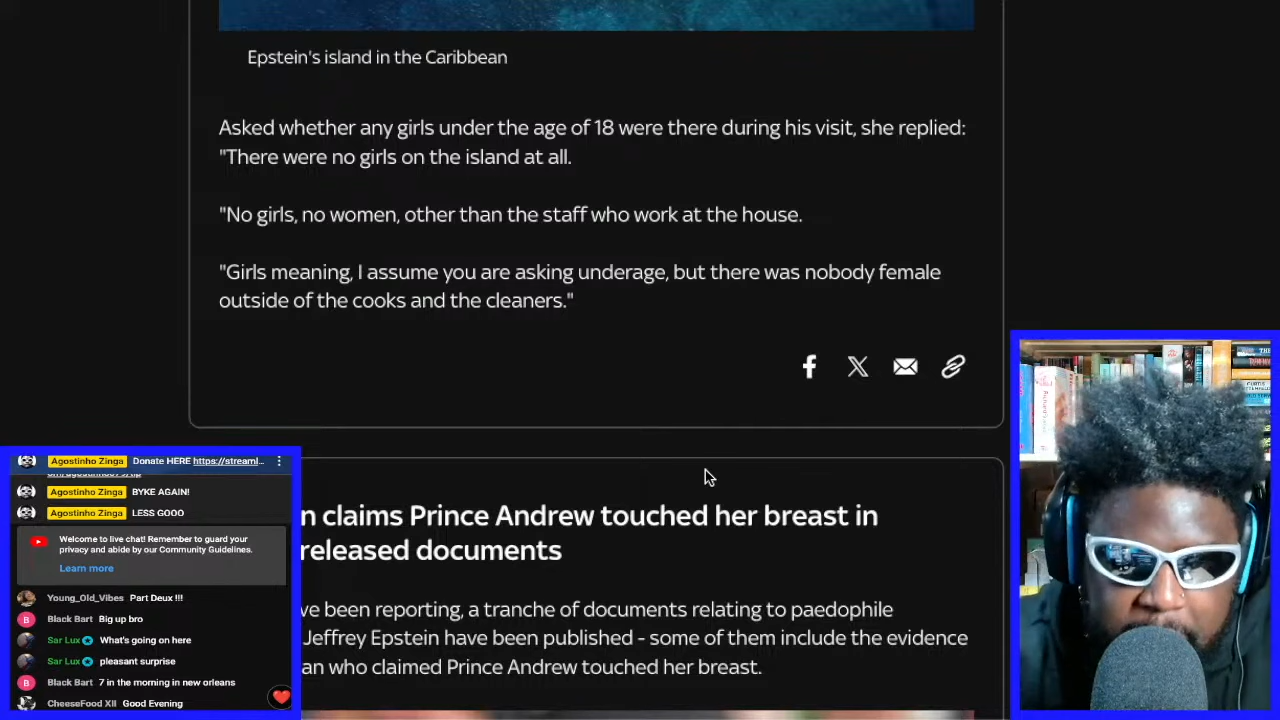 Epstein's island in the Caribbean
Asked whether any girls under the age of 18 were there during his visit, she replied:
"There were no girls on the island at all.
"No girls, no women, other than the staff who work at the house.
"Girls meaning, I assume you are asking underage, but there was nobody female
outside of the cooks and the cleaners."
n claims Prince Andrew touched her breast in
released documents
ve been reporting, a tranche of documents relating to paedophile
Jeffrey Epstein have been published - some of them include the evidence
an who claimed Prince Andrew touched her breast.
Agostinho Zinga Donate HERE https://streaml...
Agostinho Zinga BYKE AGAIN!
Agostinho Zinga LESS GOOO
Welcome to live chat! Remember to guard your
privacy and abide by our Community Guidelines.
Learn more
Young_Old_Vibes Part Deux !!!
B Black Bart Big up bro
Sar Lux What's going on here
Sar Lux pleasant surprise
B Black Bart 7 in the morning in new orleans
CheeseFood XII Good Evening